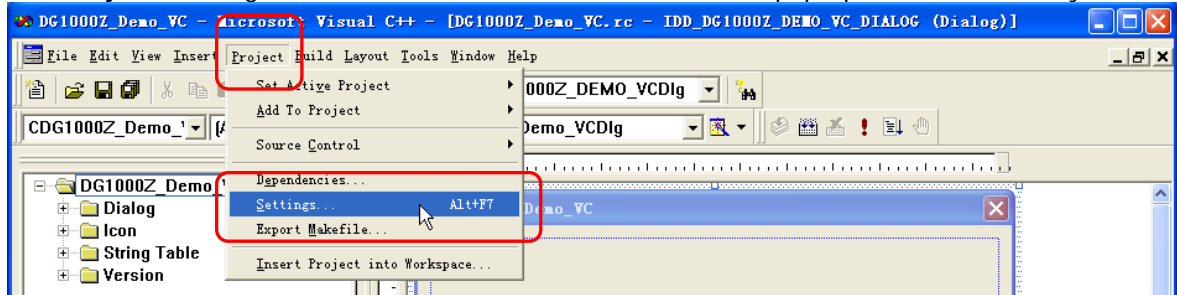 DG1000Z_Demo_VC - Microsoft Visual C++ - [DG1000Z_Demo_VC.rc - IDD_DG1000Z_DEMO_VC_DIALOG (Dialog)]
File Edit View Insert Project Build Layout Tools Window Help
Set Active Project
000Z_DEMO_VCDlg
Add To Project
CDG1000Z_Demo_
Demo_VCDlg
Source Control
Dependencies...
DG1000Z_Demo_
Settings... Alt+F7
Demo_VC
Dialog
Icon
Export Makefile...
String Table
Insert Project into Workspace...
Version